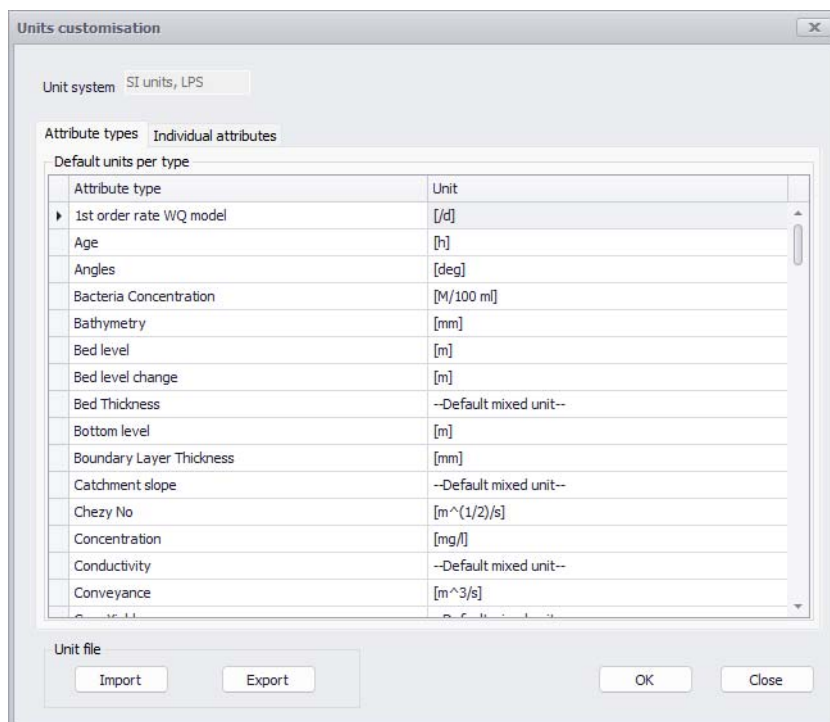 Units customisation
Unit system SI units, LPS
Attribute types Individual attributes
Default units per type
Attribute type Unit
1st order rate WQ model [/d]
Age [h]
Angles [deg]
Bacteria Concentration [M/100 ml]
Bathymetry [mm]
Bed level [m]
Bed level change [m]
Bed Thickness --Default mixed unit--
Bottom level [m]
Boundary Layer Thickness [mm]
Catchment slope --Default mixed unit--
Chezy No [m^(1/2)/s]
Concentration [mg/l]
Conductivity --Default mixed unit--
Conveyance [m^3/s]
Unit file
Import Export OK Close